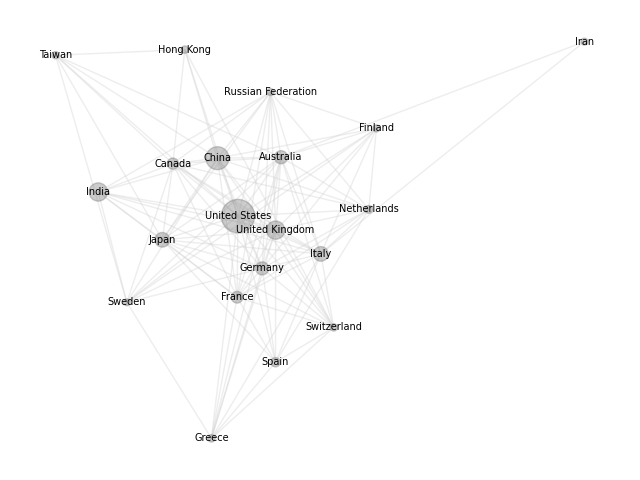 Iran
Hong Kong
Taiwan
Russian Federation
Finland
China
Australia
Canada
India
Netherlands
United States
United Kingdom
Japan
Italy
Germany
France
Sweden
Switzerland
Spain
Greece